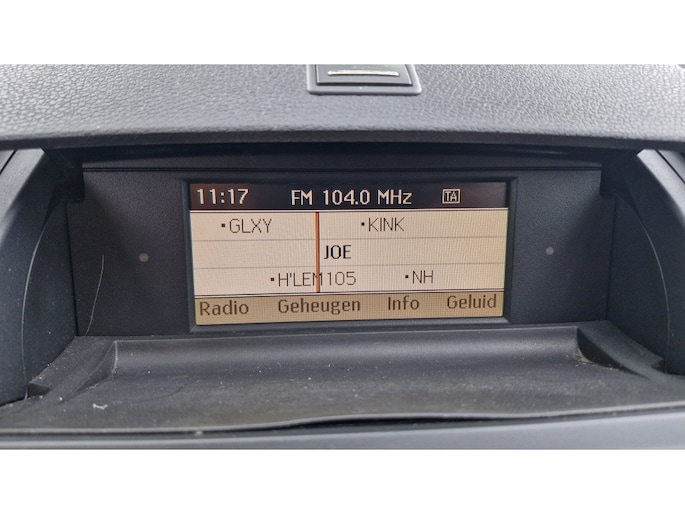 11:17 FM 104.0 MHz TA
•GLXY •KINK
JOE
•H'LEM105 •NH
Radio Geheugen Info Geluid